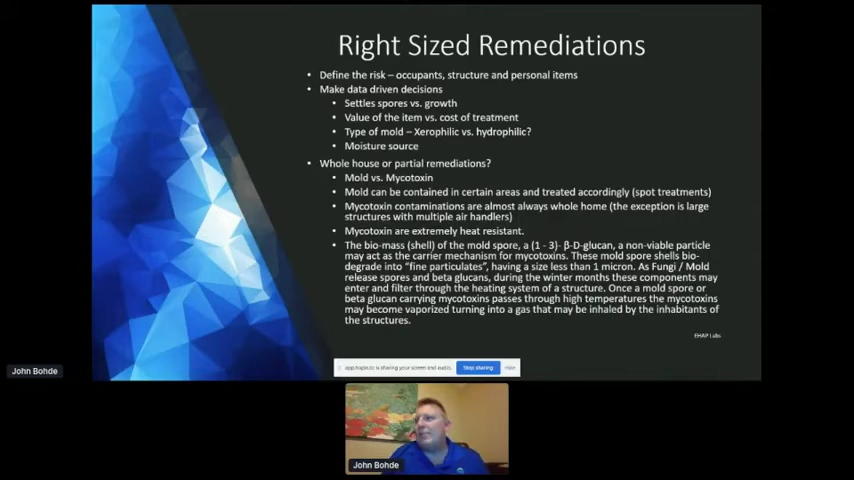 Right Sized Remediations
• Define the risk – occupants, structure and personal items
• Make data driven decisions
• Settles spores vs. growth
• Value of the item vs. cost of treatment
• Type of mold – Xerophilic vs. hydrophilic?
• Moisture source
• Whole house or partial remediations?
• Mold vs. Mycotoxin
• Mold can be contained in certain areas and treated accordingly (spot treatments)
• Mycotoxin contaminations are almost always whole home (the exception is large
structures with multiple air handlers)
• Mycotoxin are extremely heat resistant.
• The bio-mass (shell) of the mold spore, a (1 - 3)- β-D-glucan, a non-viable particle
may act as the carrier mechanism for mycotoxins. These mold spore shells bio-
degrade into "fine particulates", having a size less than 1 micron. As Fungi / Mold
release spores and beta glucans, during the winter months these components may
enter and filter through the heating system of a structure. Once a mold spore or
beta glucan carrying mycotoxins passes through high temperatures the mycotoxins
may become vaporized turning into a gas that may be inhaled by the inhabitants of
the structures.
EHAP Labs
John Bohde
is sharing your screen and audio.
Stop sharing
Hide
John Bohde